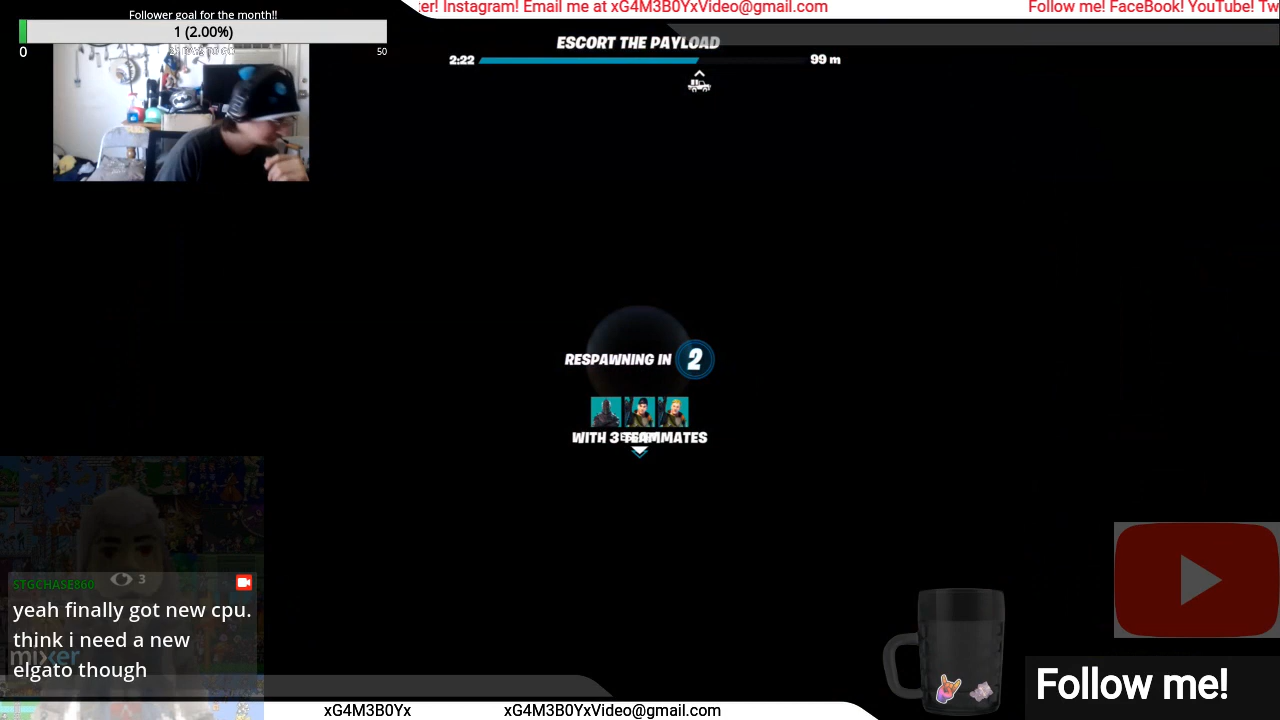 Follower goal for the month!!
1 (2.00%)
0
50
er! Instagram! Email me at xG4M3B0YxVideo@gmail.com
Follow me! FaceBook! YouTube! Tw
ESCORT THE PAYLOAD
2:22
99 m
RESPAWNING IN 2
WITH 3 TEAMMATES
3
STGCHASE860
yeah finally got new cpu.
think i need a new
elgato though
mixer
Follow me!
xG4M3B0Yx
xG4M3B0YxVideo@gmail.com